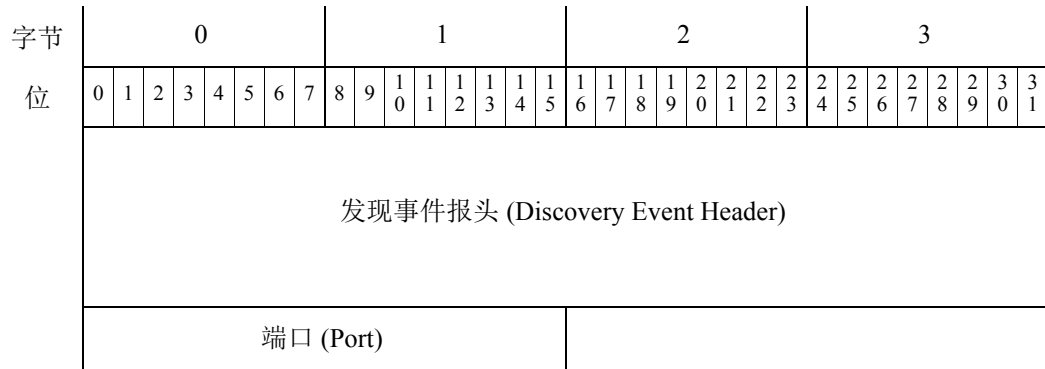 字节 0 1 2 3
位 0 1 2 3 4 5 6 7 8 9 10 11 12 13 14 15 16 17 18 19 20 21 22 23 24 25 26 27 28 29 30 31
发现事件报头 (Discovery Event Header)
端口 (Port)